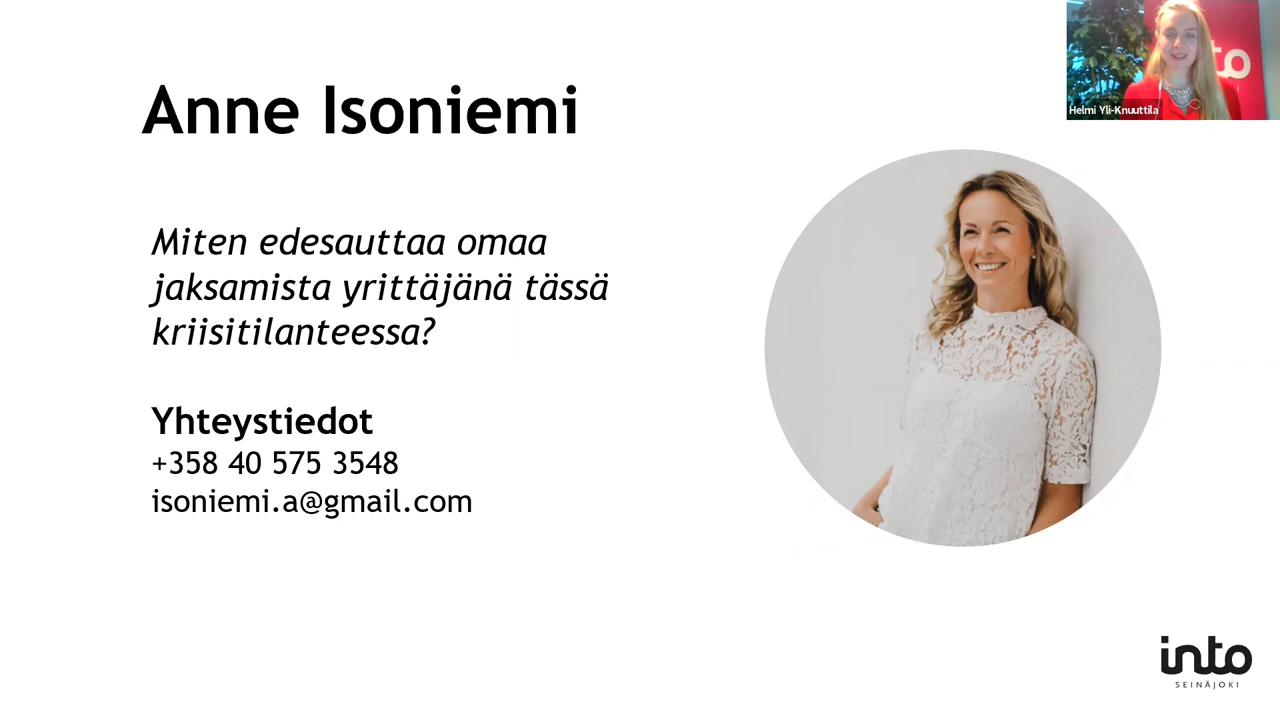 Anne Isoniemi
Helmi Yli-Knuuttila
Miten edesauttaa omaa
jaksamista yrittäjänä tässä
kriisitilanteessa?
Yhteystiedot
+358 40 575 3548
isoniemi.a@gmail.com
into
SEINÄJOKI